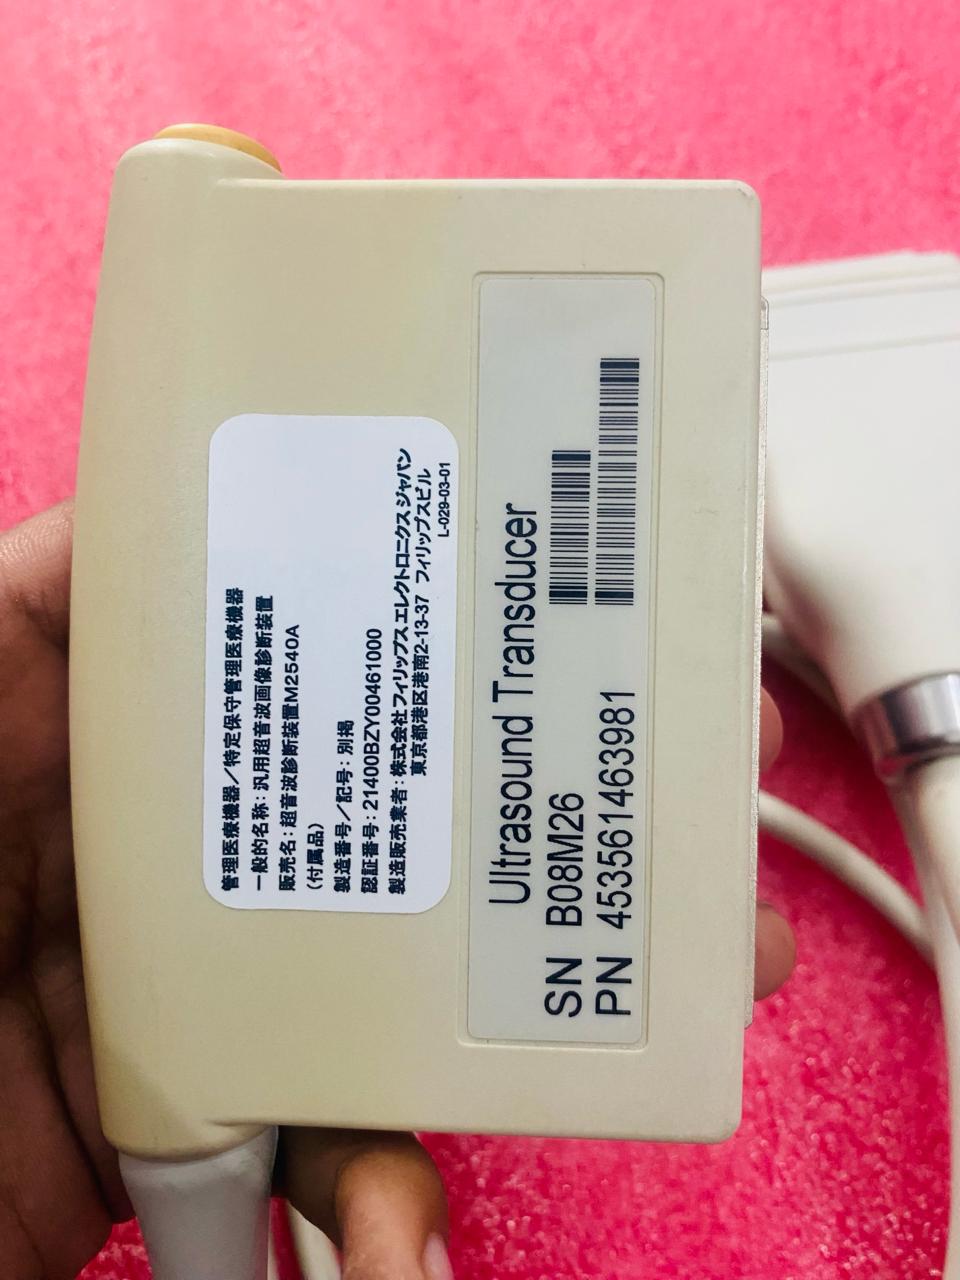 管理医療機器／特定保守管理医療機器
一般的名称：汎用超音波画像診断装置
販売名：超音波診断装置M2540A
（付属品）
製造番号／記号：別掲
認証番号：21400BZY00461000
製造販売業者：株式会社フィリップスエレクトロニクスジャパン
東京都港区港南2-13-37 フィリップスビル
L-029-03-01
Ultrasound Transducer
SN B08M26
PN 453561463981